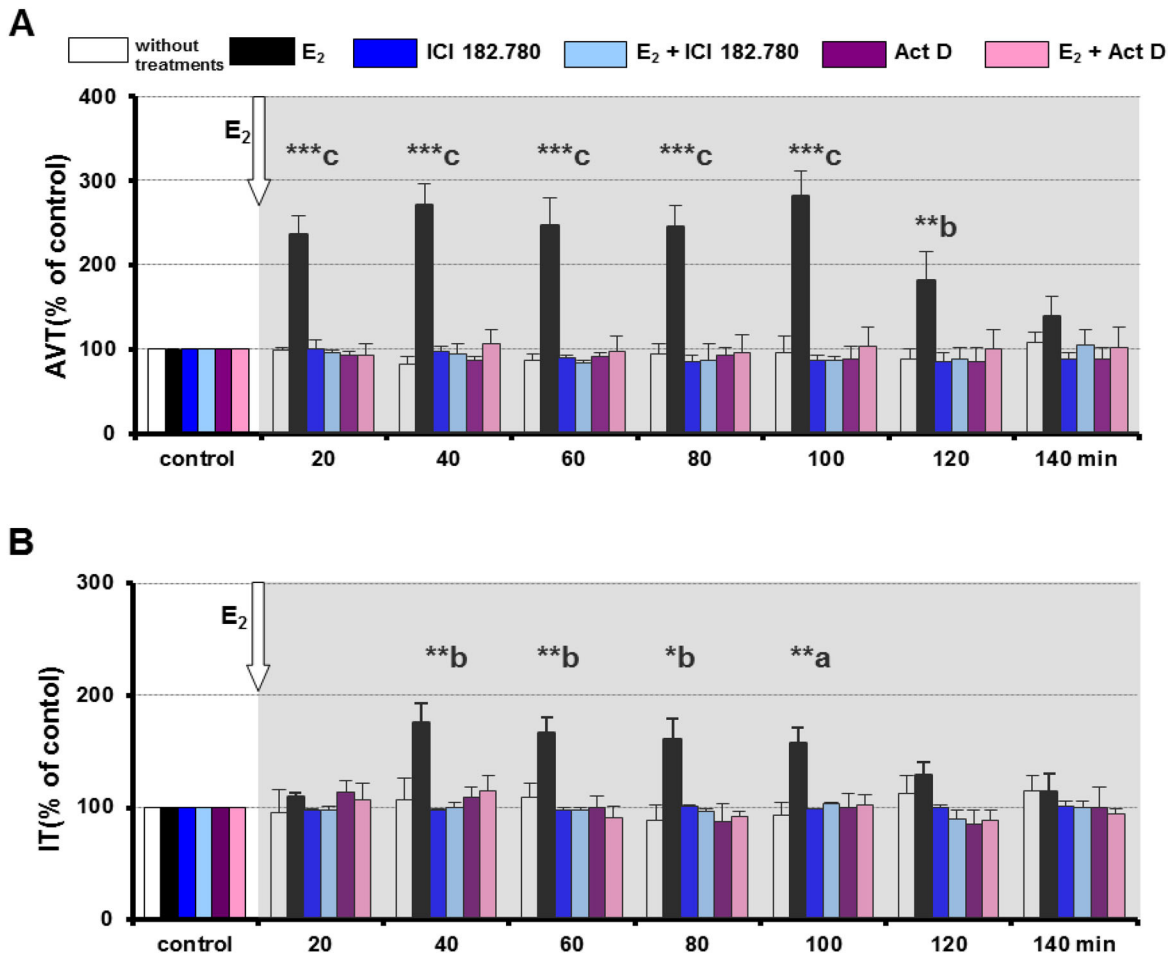 A
without treatments E₂ ICI 182.780 E₂ + ICI 182.780 Act D E₂ + Act D
400
E₂
***c ***c ***c ***c ***c
300
**b
200
100
0
AVT(% of control)
control 20 40 60 80 100 120 140 min
B
300
E₂
**b **b *b **a
200
100
0
IT(% of contol)
control 20 40 60 80 100 120 140 min